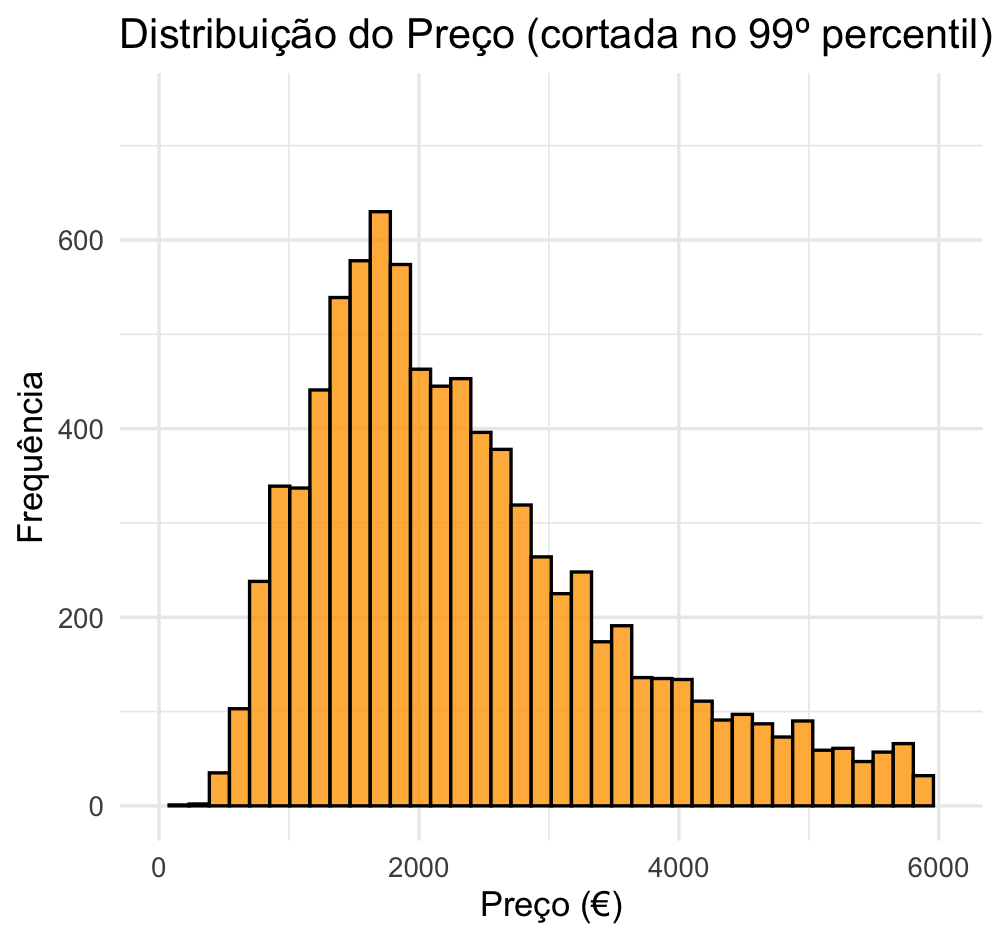 Distribuição do Preço (cortada no 99º percentil)
Frequência
600
400
200
0
0 2000 4000 6000
Preço (€)